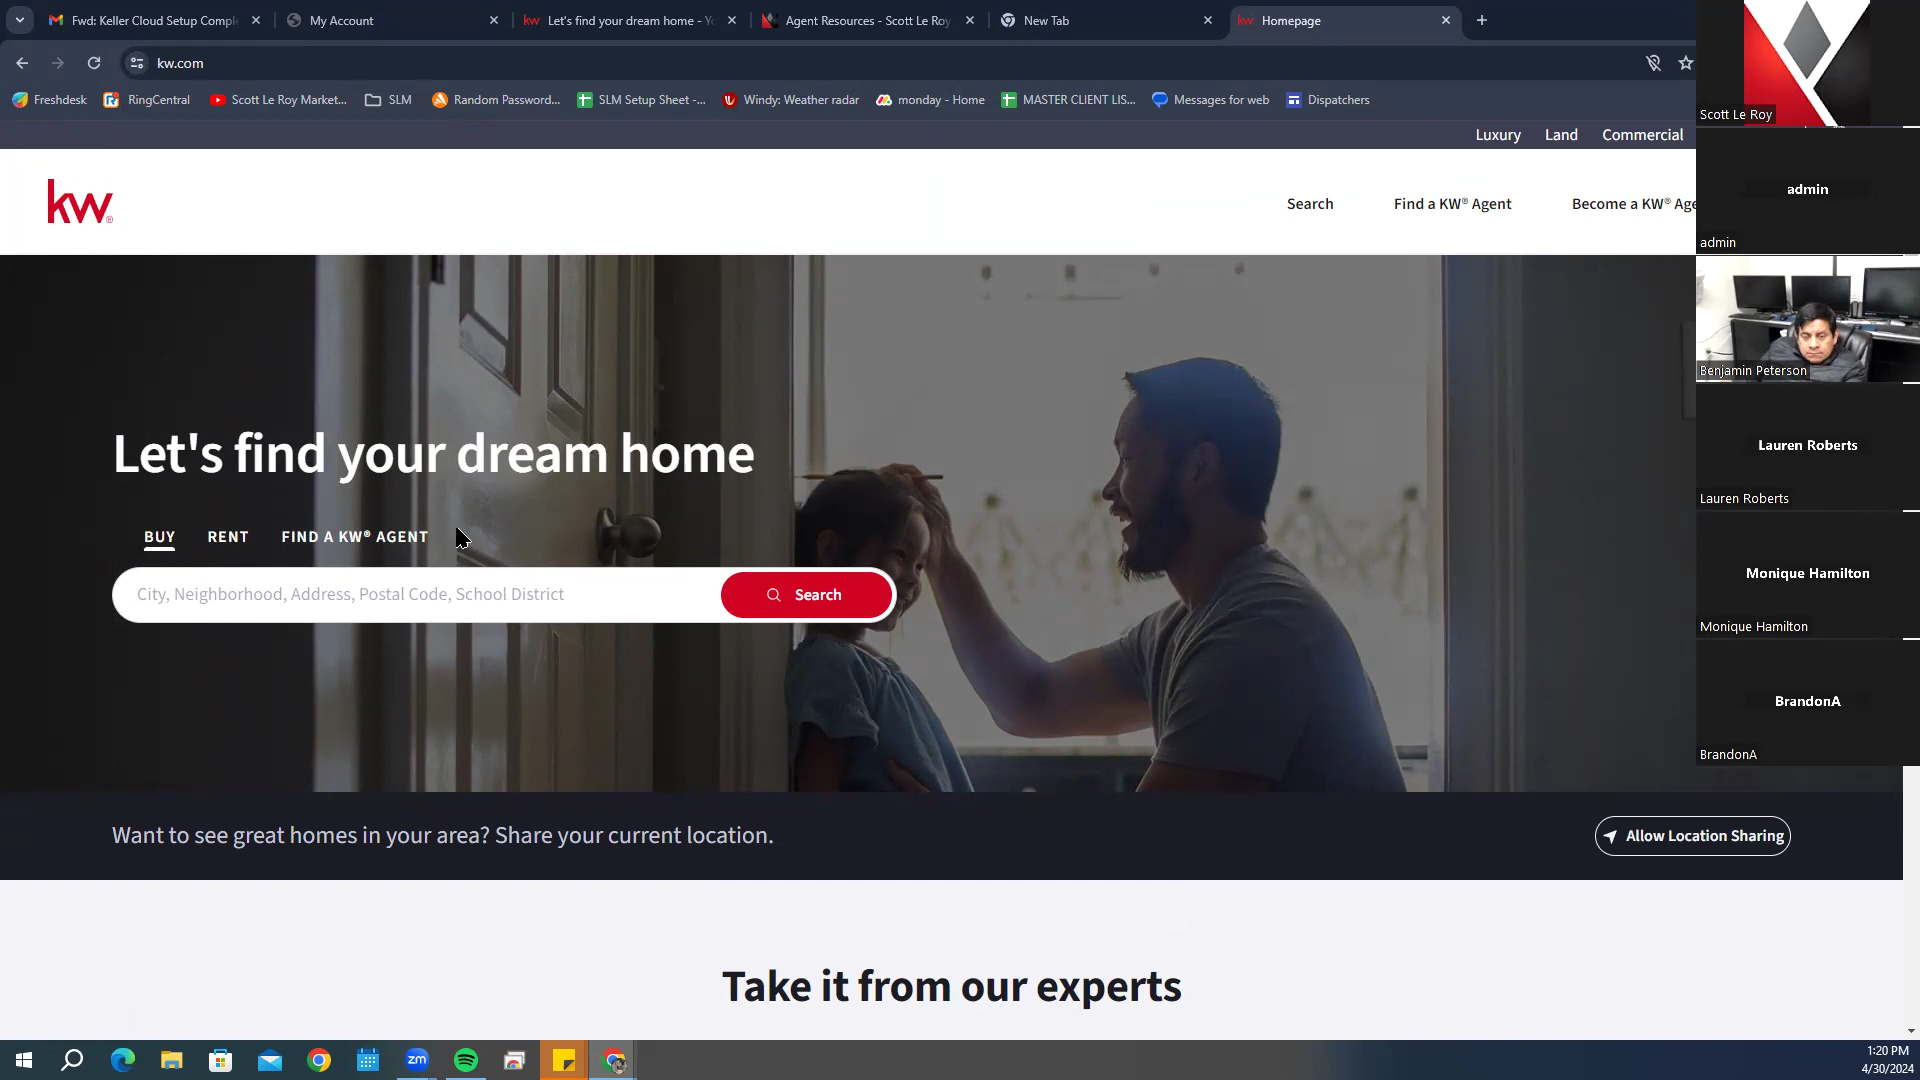 Fwd: Keller Cloud Setup Compl
My Account
Let's find your dream home - Y
Agent Resources - Scott Le Roy
New Tab
kw Homepage
kw.com
Freshdesk
RingCentral
Scott Le Roy Market...
SLM
Random Password...
SLM Setup Sheet -...
Windy: Weather radar
monday - Home
MASTER CLIENT LIS...
Messages for web
Dispatchers
Luxury Land Commercial
kw®
Search Find a KW® Agent Become a KW® Age
Let's find your dream home
BUY RENT FIND A KW® AGENT
City, Neighborhood, Address, Postal Code, School District
Search
Want to see great homes in your area? Share your current location.
Allow Location Sharing
Take it from our experts
Scott Le Roy
admin
admin
Benjamin Peterson
Lauren Roberts
Lauren Roberts
Monique Hamilton
Monique Hamilton
BrandonA
BrandonA
zm
1:20 PM
4/30/2024